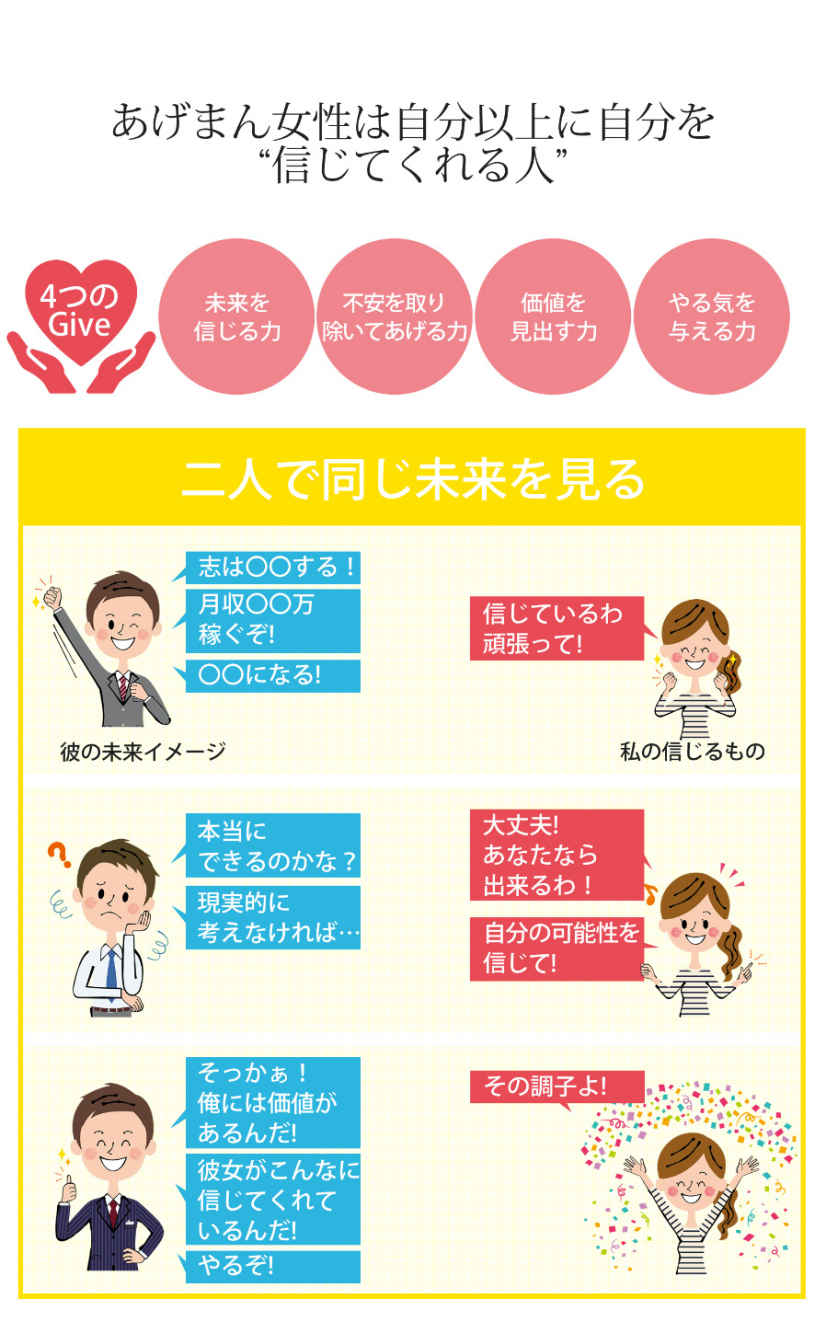 あげまん女性は自分以上に自分を
“信じてくれる人”
4つの
Give
未来を
信じる力
不安を取り
除いてあげる力
価値を
見出す力
やる気を
与える力
二人で同じ未来を見る
志は〇〇する！
月収〇〇万
稼ぐぞ!
〇〇になる!
彼の未来イメージ
信じているわ
頑張って!
私の信じるもの
本当に
できるのかな？
現実的に
考えなければ…
大丈夫!
あなたなら
出来るわ！
自分の可能性を
信じて!
そっかぁ！
俺には価値が
あるんだ!
彼女がこんなに
信じてくれて
いるんだ!
やるぞ!
その調子よ!